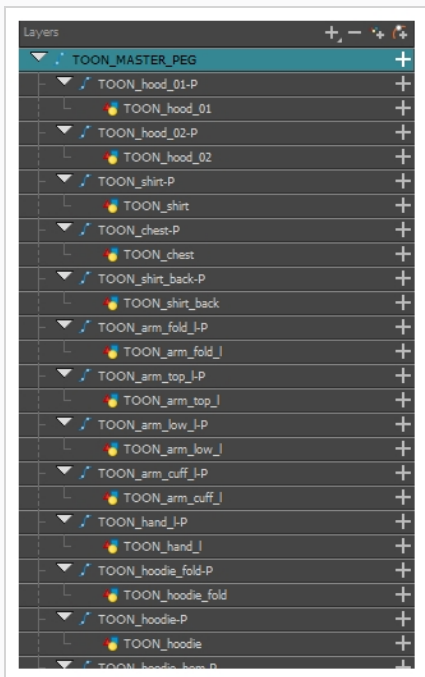 Layers
TOON_MASTER_PEG
TOON_hood_01-P
TOON_hood_01
TOON_hood_02-P
TOON_hood_02
TOON_shirt-P
TOON_shirt
TOON_chest-P
TOON_chest
TOON_shirt_back-P
TOON_shirt_back
TOON_arm_fold_l-P
TOON_arm_fold_l
TOON_arm_top_l-P
TOON_arm_top_l
TOON_arm_low_l-P
TOON_arm_low_l
TOON_arm_cuff_l-P
TOON_arm_cuff_l
TOON_hand_l-P
TOON_hand_l
TOON_hoodie_fold-P
TOON_hoodie_fold
TOON_hoodie-P
TOON_hoodie
TOON_hoodie_hem-P